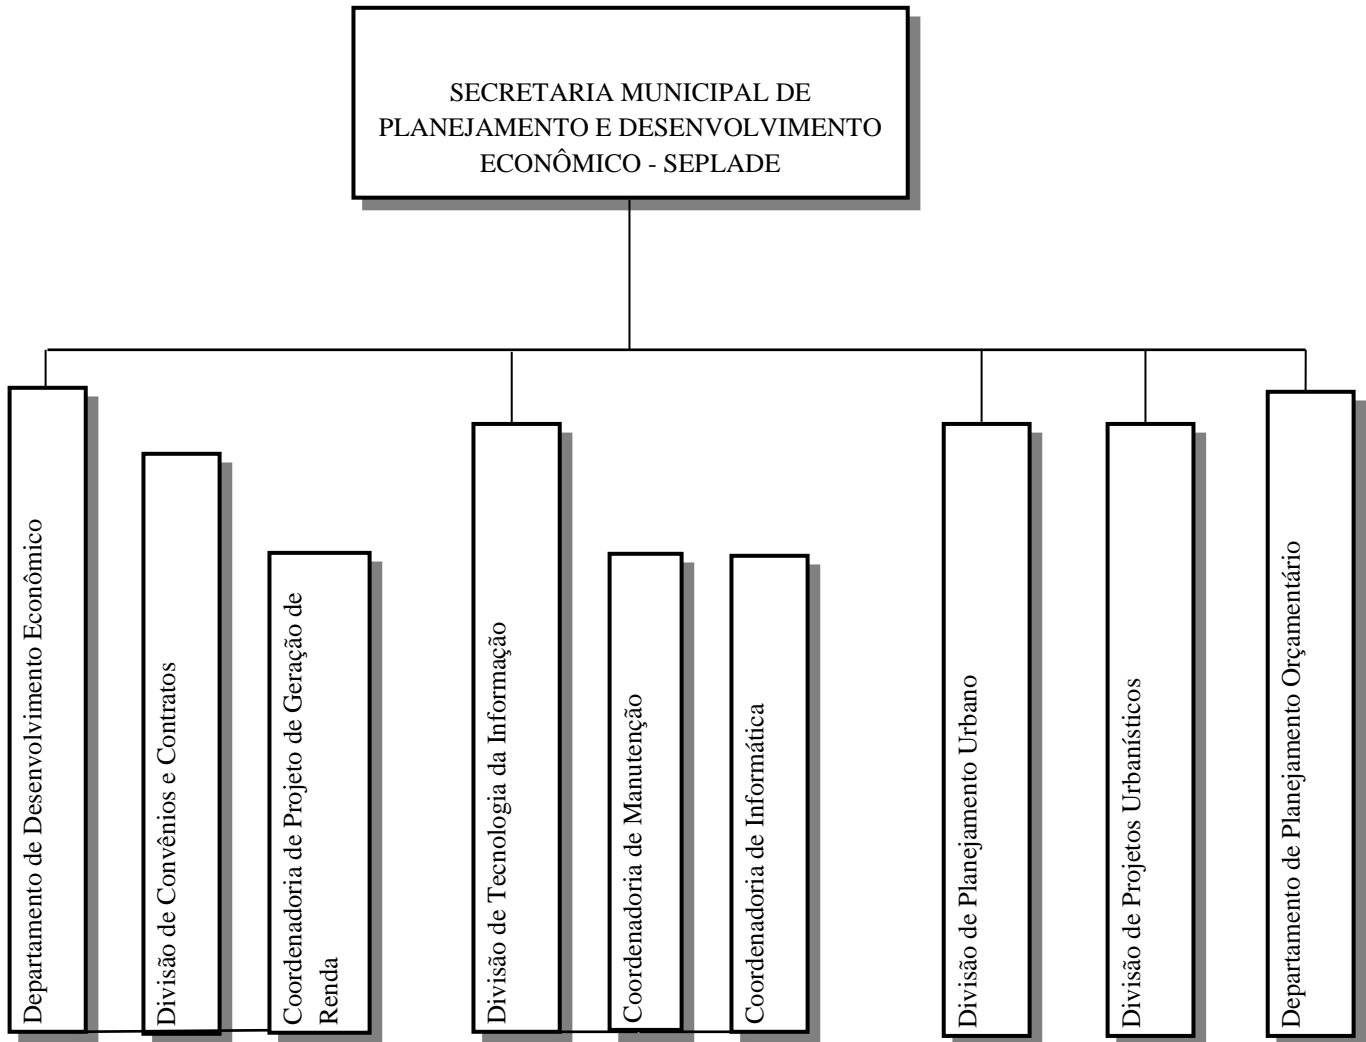 SECRETARIA MUNICIPAL DE
PLANEJAMENTO E DESENVOLVIMENTO
ECONÔMICO - SEPLADE
Departamento de Desenvolvimento Econômico
Divisão de Convênios e Contratos
Coordenadoria de Projeto de Geração de
Renda
Divisão de Tecnologia da Informação
Coordenadoria de Manutenção
Coordenadoria de Informática
Divisão de Planejamento Urbano
Divisão de Projetos Urbanísticos
Departamento de Planejamento Orçamentário